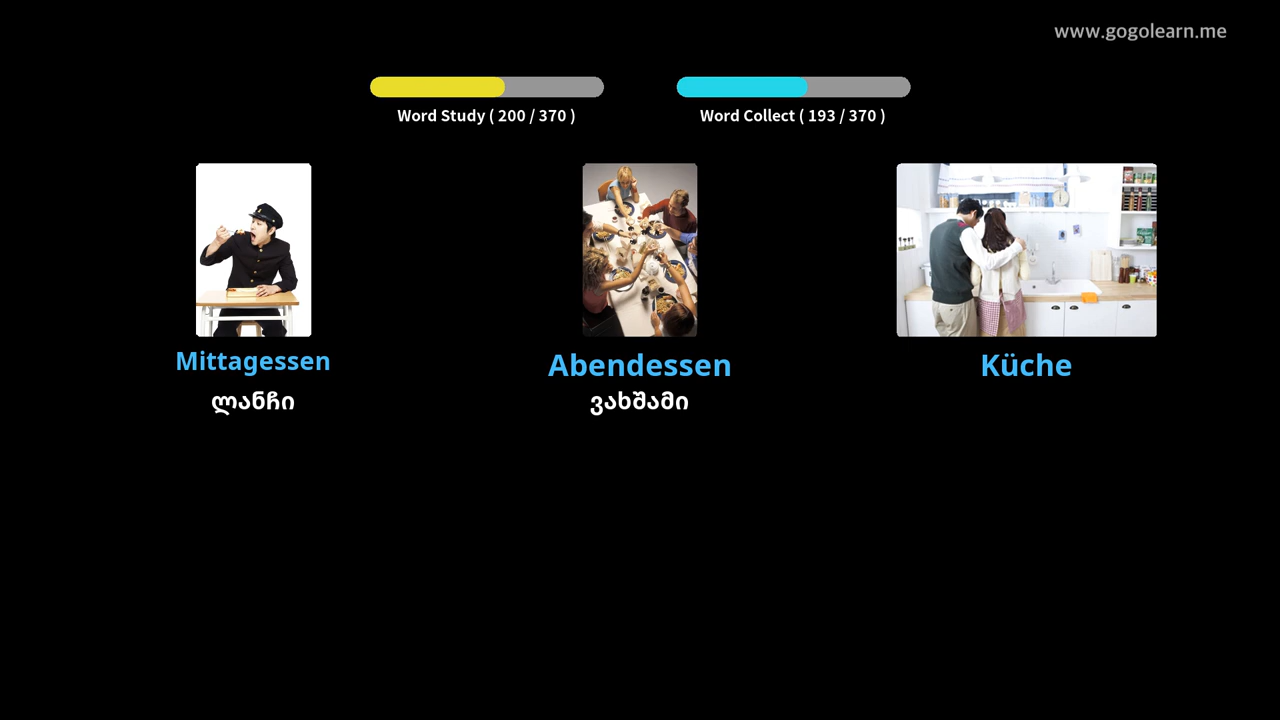 www.gogolearn.me
Word Study ( 200 / 370 )
Word Collect ( 193 / 370 )
Mittagessen
Abendessen
Küche
ლანჩი
ვახშამი